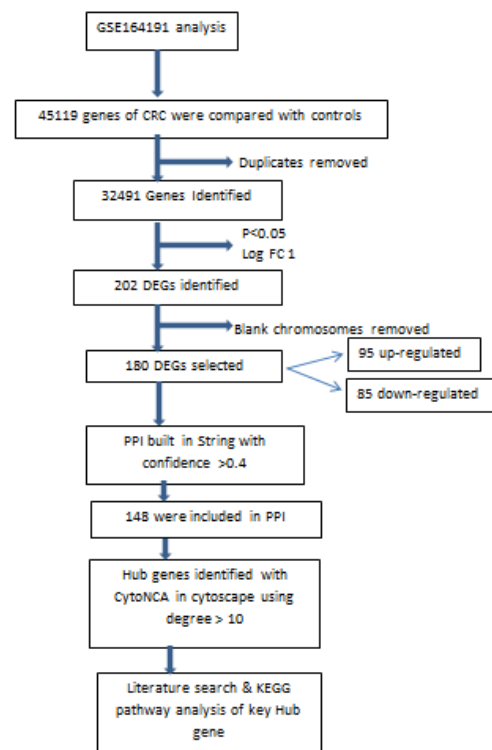 GSE164191 analysis
45119 genes of CRC were compared with controls
Duplicates removed
32491 Genes Identified
P<0.05
Log FC 1
202 DEGs identified
Blank chromosomes removed
180 DEGs selected
95 up-regulated
85 down-regulated
PPI built in String with
confidence >0.4
148 were included in PPI
Hub genes identified with
CytoNCA in cytoscape using
degree > 10
Literature search & KEGG
pathway analysis of key Hub
gene